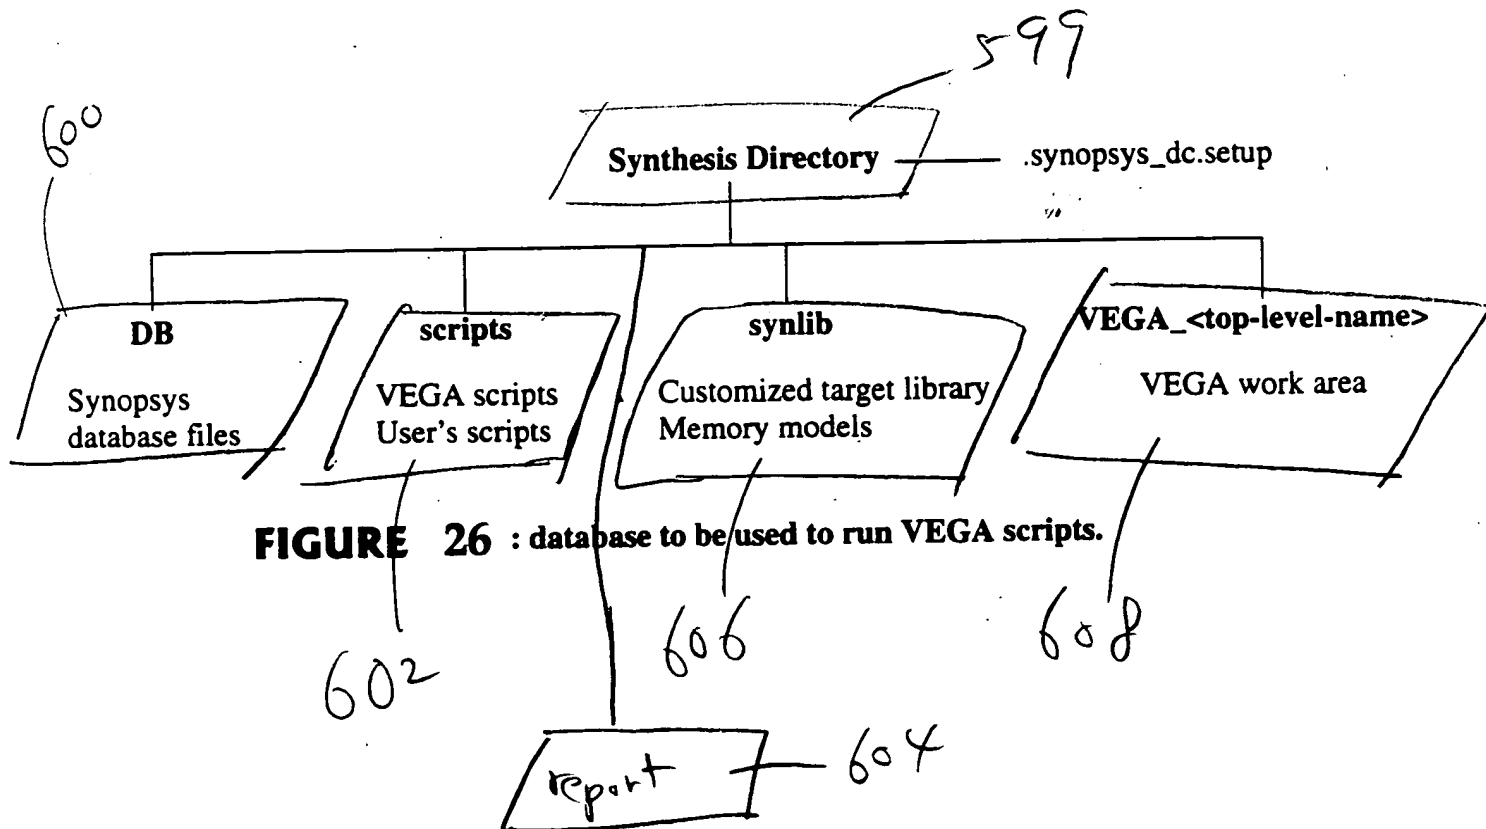 599
600
Synthesis Directory
.synopsys_dc.setup
DB
Synopsys
database files
scripts
VEGA scripts
User's scripts
synlib
Customized target library
Memory models
VEGA_<top-level-name>
VEGA work area
FIGURE 26 : database to be used to run VEGA scripts.
602
606
608
report
604